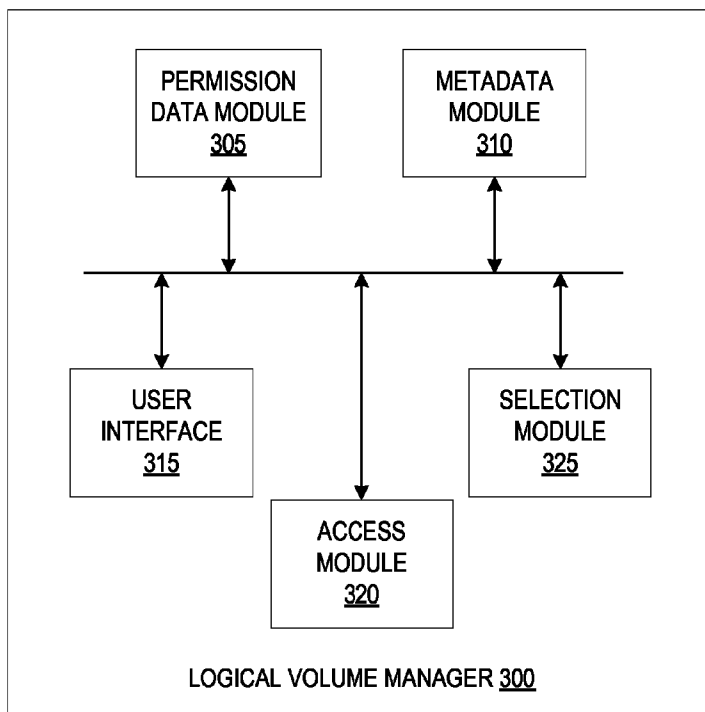 PERMISSION
DATA MODULE
305
METADATA
MODULE
310
USER
INTERFACE
315
SELECTION
MODULE
325
ACCESS
MODULE
320
LOGICAL VOLUME MANAGER 300